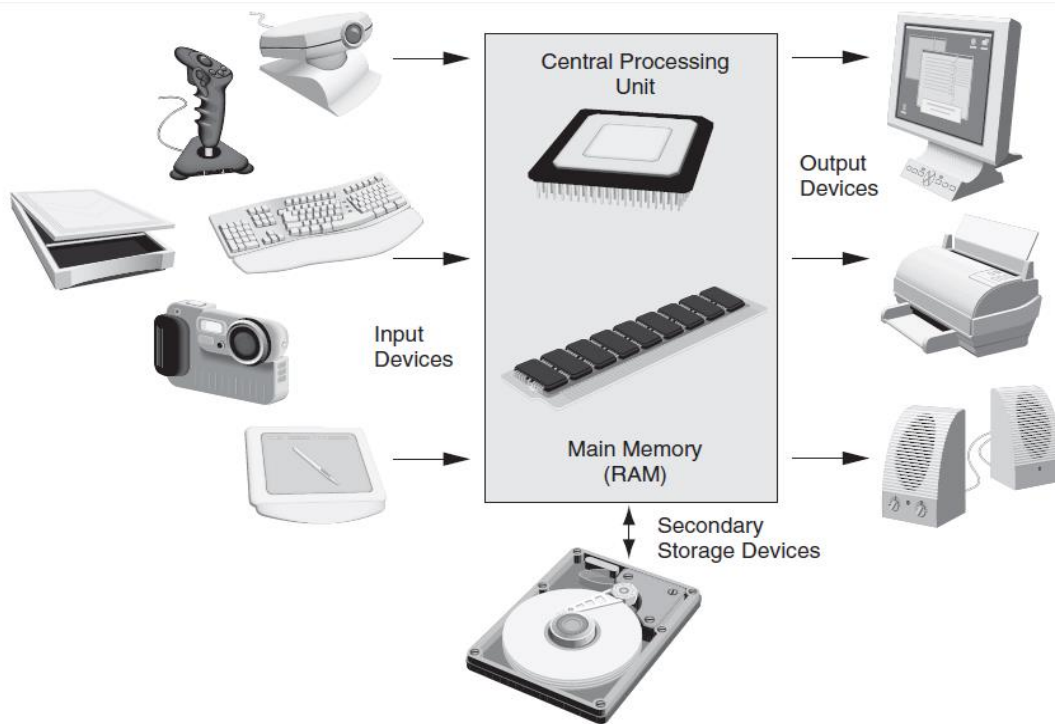 Central Processing
Unit
Output
Devices
Input
Devices
Main Memory
(RAM)
Secondary
Storage Devices